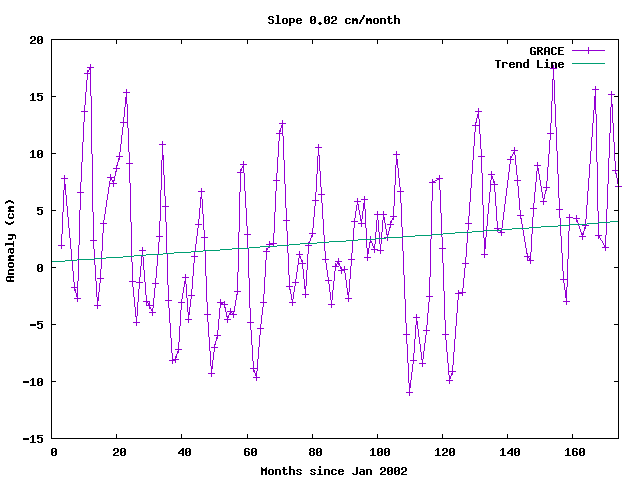 Slope 0.02 cm/month
GRACE
Trend Line
20
15
10
5
0
-5
-10
-15
Anomaly (cm)
0 20 40 60 80 100 120 140 160
Months since Jan 2002